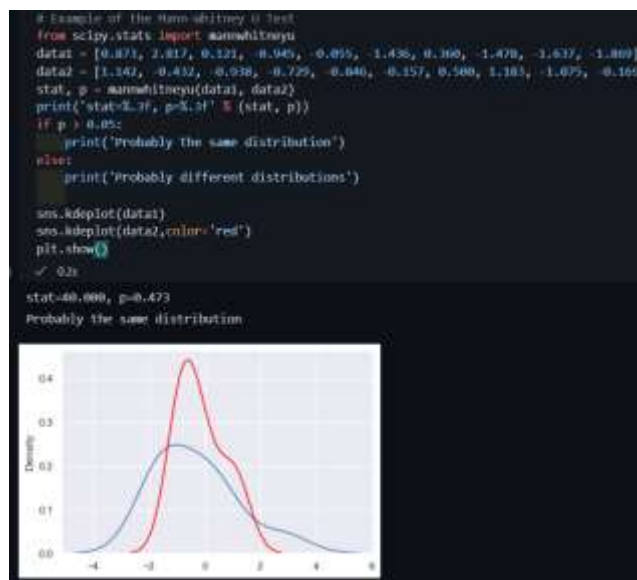 # Example of the Mann-Whitney U Test
from scipy.stats import mannwhitneyu
data1 = [0.873, 2.817, 0.121, -0.945, -0.055, -1.436, 0.360, -1.478, -1.637, -1.869]
data2 = [1.142, -0.432, -0.938, -0.729, -0.846, -0.157, 0.500, 1.183, -1.075, -0.169
stat, p = mannwhitneyu(data1, data2)
print('stat=%.3f, p=%.3f' % (stat, p))
if p > 0.05:
    print('Probably the same distribution')
else:
    print('Probably different distributions')
sns.kdeplot(data1)
sns.kdeplot(data2,color='red')
plt.show()
✓ 0.2s
stat=40.000, p=0.473
Probably the same distribution
0.4
0.3
0.2
0.1
0.0
Density
-4 -2 0 2 4 6